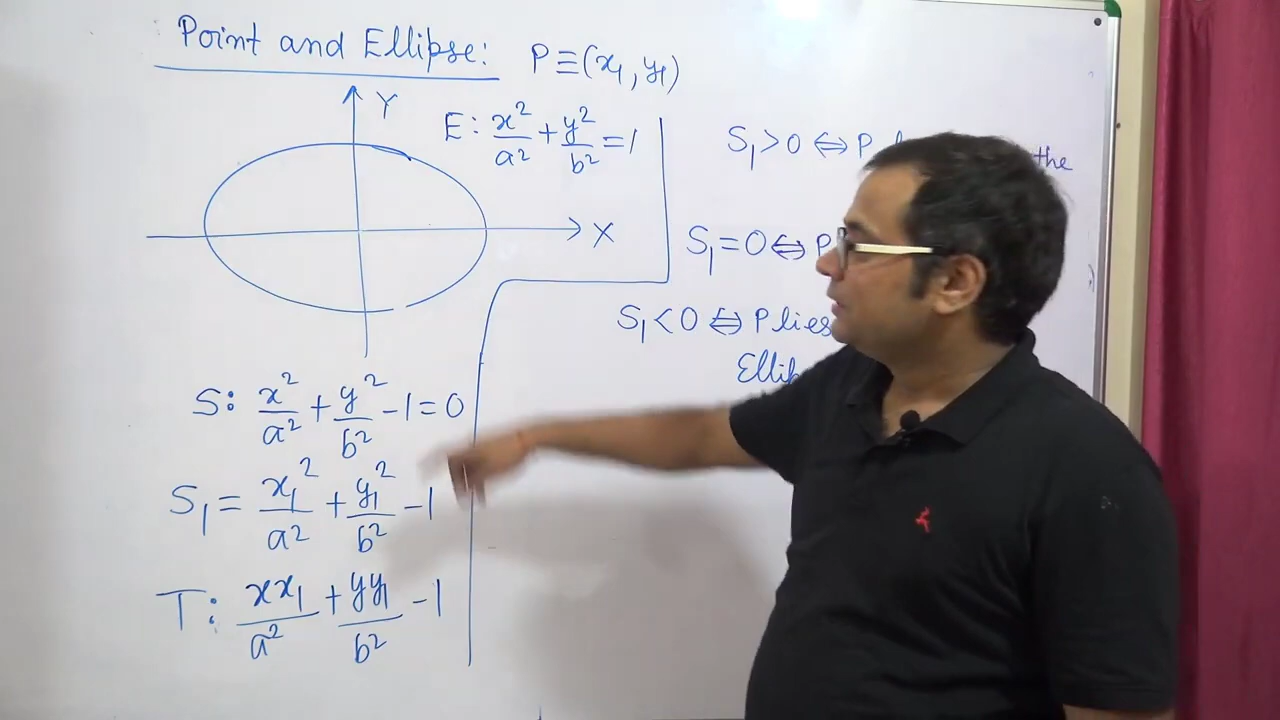 Point and Ellipse: P≡(x₁, y₁)
Y
E: x²/a² + y²/b² = 1
X
S: x²/a² + y²/b² - 1 = 0
S₁ = x₁²/a² + y₁²/b² - 1
T: xx₁/a² + yy₁/b² - 1
S₁ > 0 ⇔ P the
S₁ = 0 ⇔ P
S₁ < 0 ⇔ P lies